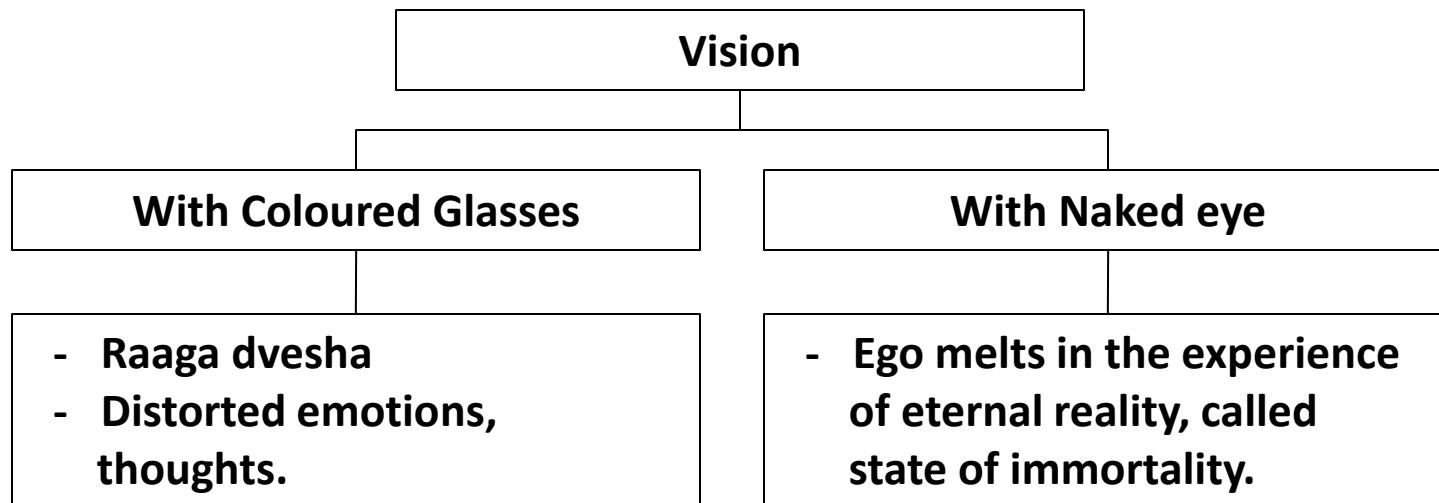 Vision
With Coloured Glasses
With Naked eye
- Raaga dvesha
- Distorted emotions,
thoughts.
- Ego melts in the experience
of eternal reality, called
state of immortality.